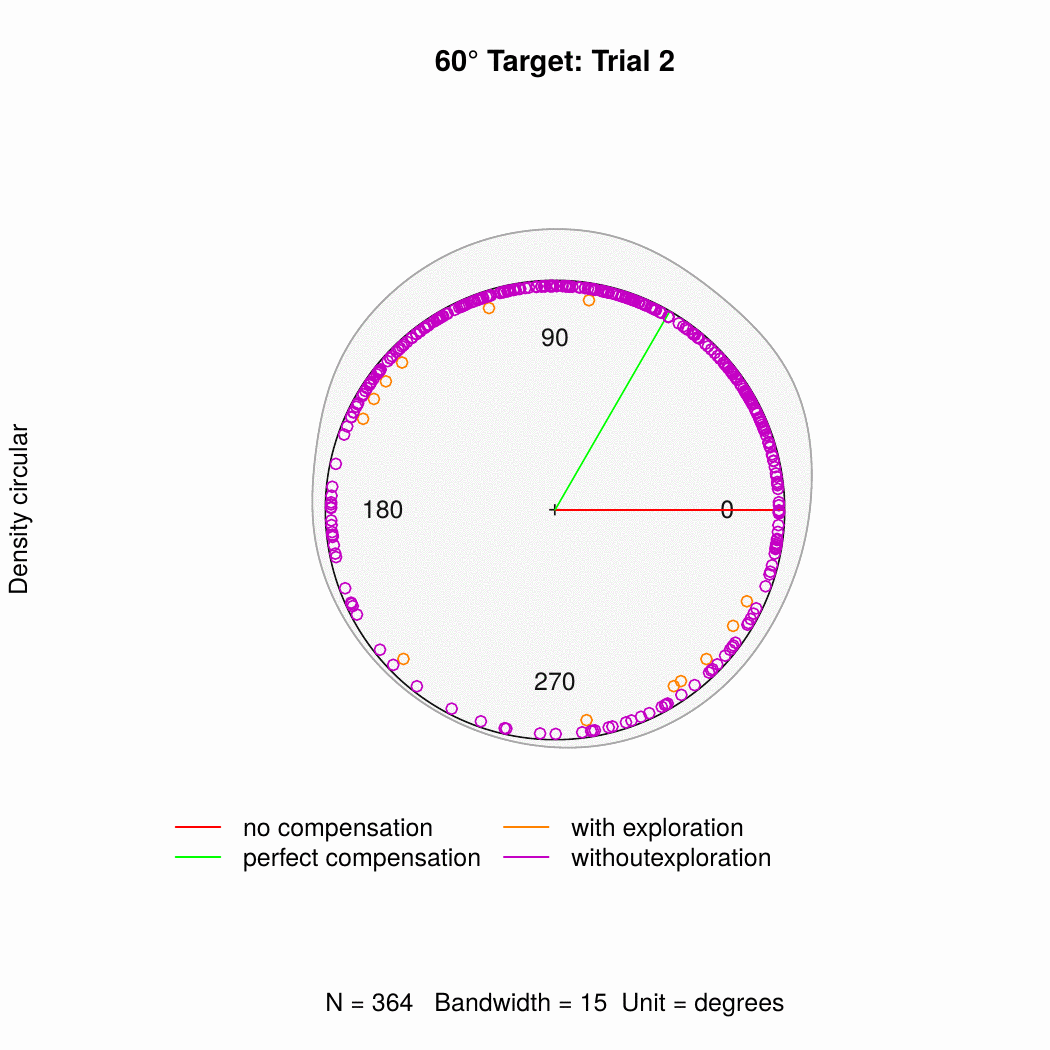 60° Target: Trial 2
Density circular
90
180
0
270
no compensation
with exploration
perfect compensation
withoutexploration
N = 364 Bandwidth = 15 Unit = degrees